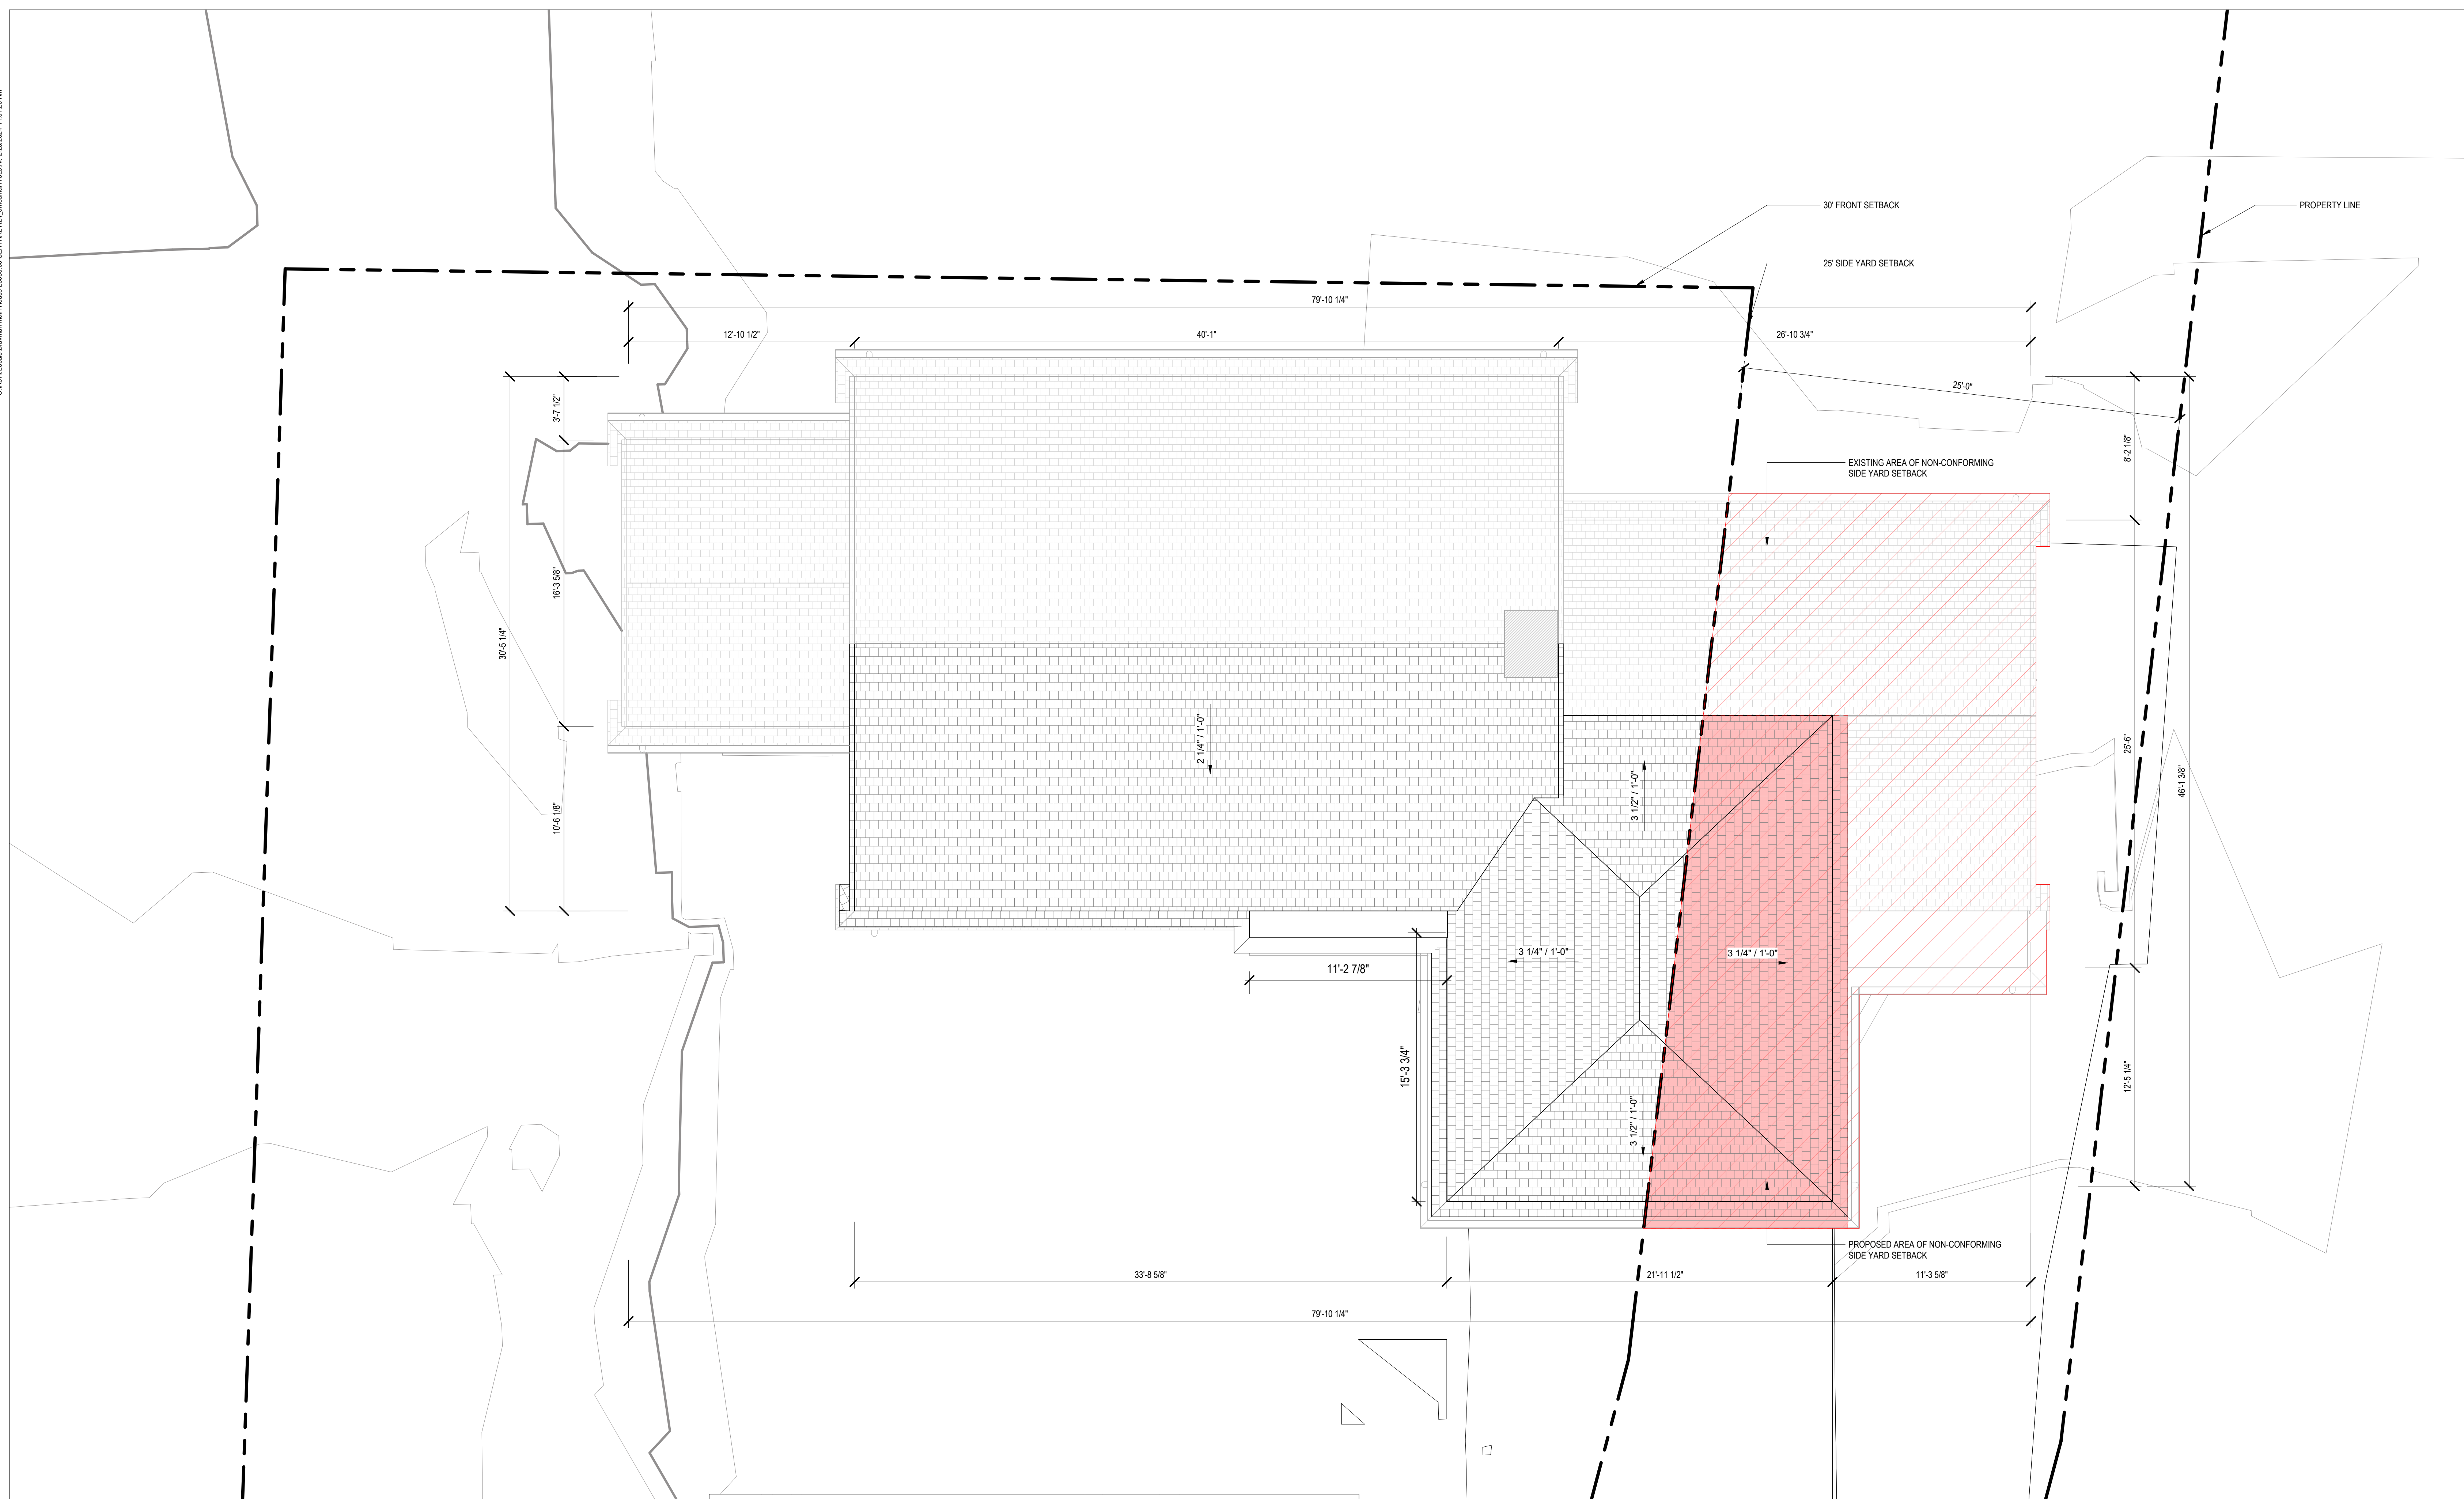 30' FRONT SETBACK
PROPERTY LINE
25' SIDE YARD SETBACK
79'-10 1/4"
12'-10 1/2"
40'-1"
26'-10 3/4"
25'-0"
3'-7 1/2"
8'-2 1/8"
EXISTING AREA OF NON-CONFORMING
SIDE YARD SETBACK
16'-3 5/8"
30'-5 1/4"
2 1/4" / 1'-0"
3 1/2" / 1'-0"
25'-6"
46'-1 3/8"
10'-6 1/8"
3 1/4" / 1'-0"
3 1/4" / 1'-0"
11'-2 7/8"
15'-3 3/4"
3 1/2" / 1'-0"
12'-5 1/4"
PROPOSED AREA OF NON-CONFORMING
SIDE YARD SETBACK
33'-8 5/8"
21'-11 1/2"
11'-3 5/8"
79'-10 1/4"